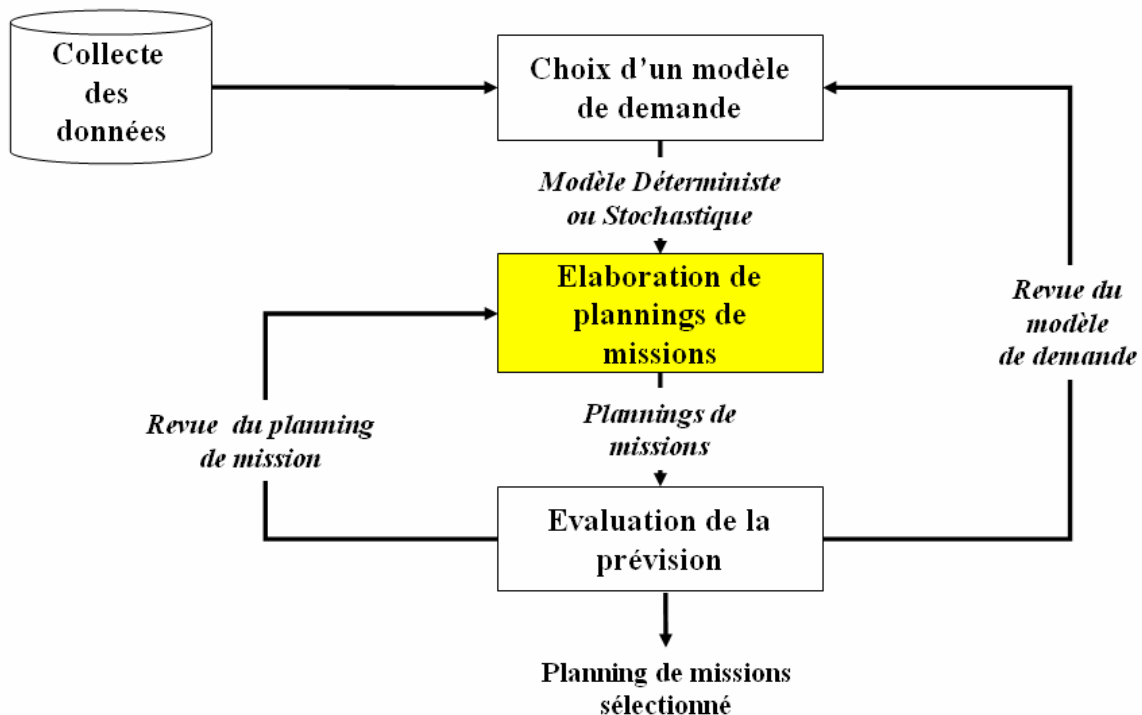 Collecte
des
données
Choix d'un modèle
de demande
Modèle Déterministe
ou Stochastique
Elaboration de
plannings de
missions
Revue du
modèle
de demande
Revue du planning
de mission
Plannings de
missions
Evaluation de la
prévision
Planning de missions
sélectionné